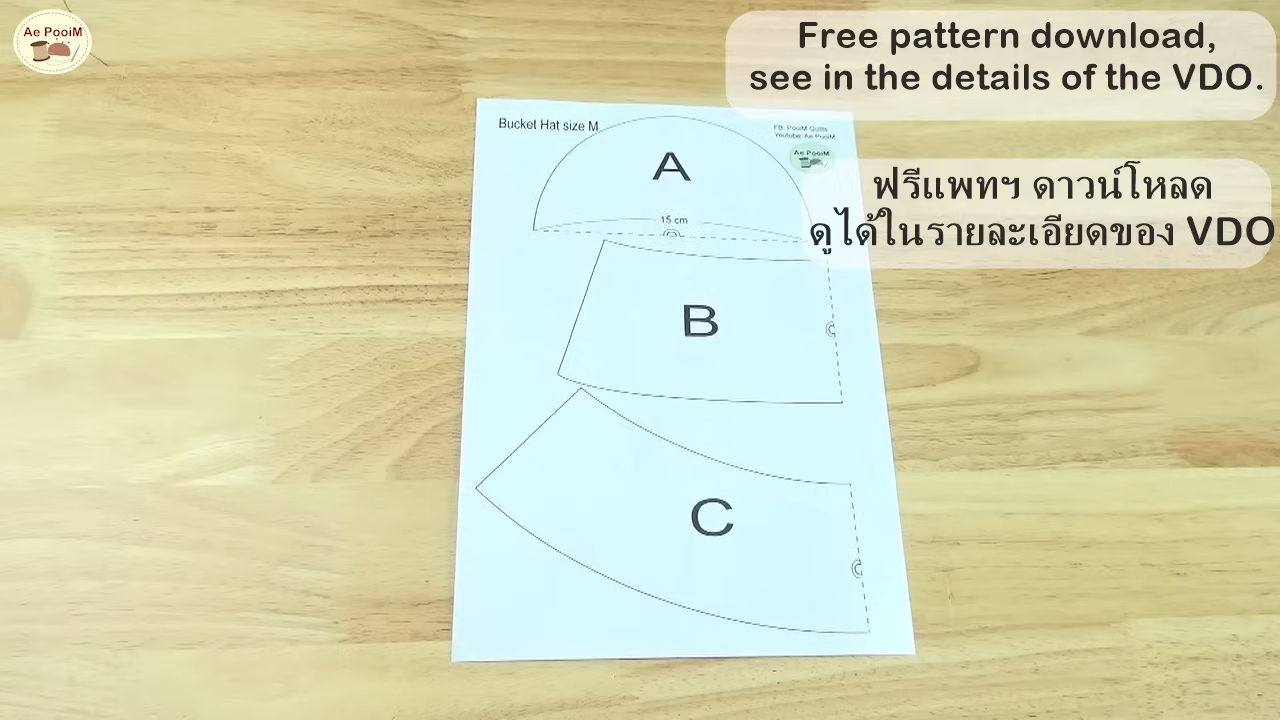 Ae PooiM
Free pattern download,
see in the details of the VDO.
Bucket Hat size M
FB: PooiM Quilts
Youtube: Ae PooiM
Ae PooiM
A
15 cm
ฟรีแพทฯ ดาวน์โหลด
ดูได้ในรายละเอียดของ VDO
B
C